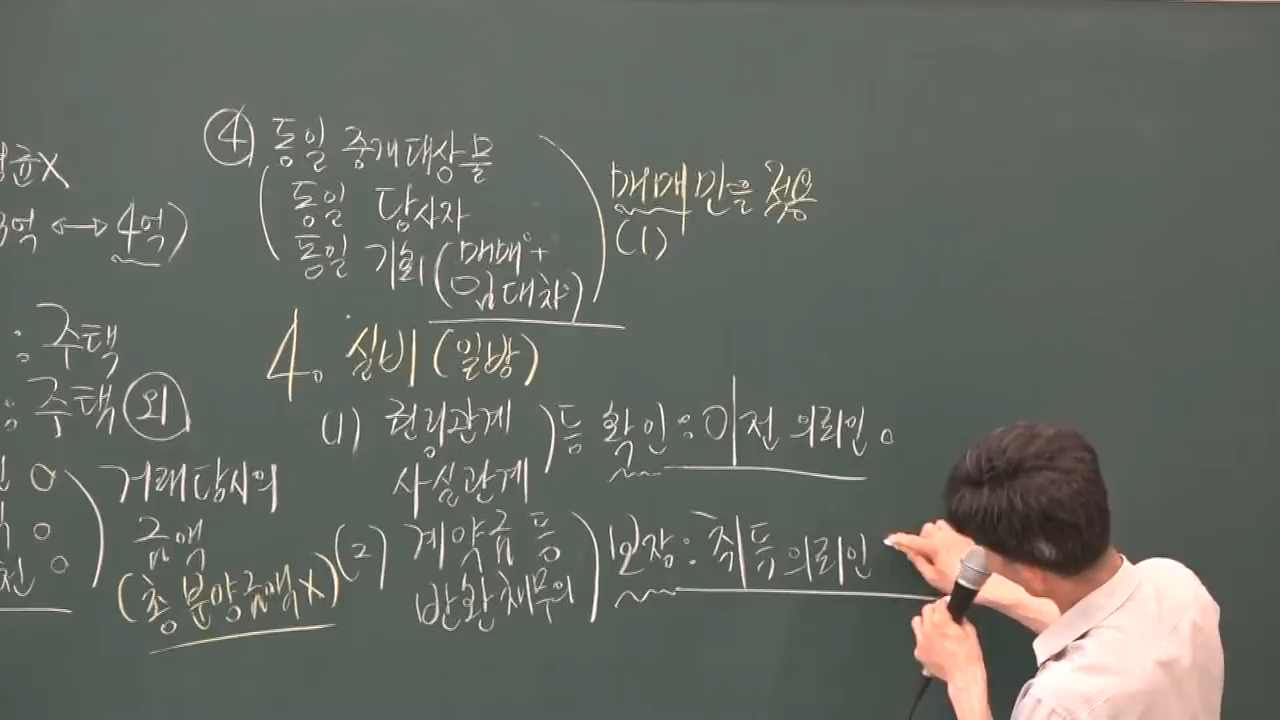 균X
3억 ↔ 4억)
: 주택
: 주택 (외)
거래당시의
금액
(총 분양금액X)
④ 동일 중개대상물
동일 당사자
동일 기회 (매매+
임대차)
매매만을 적용
(1)
4. 실비 (일방)
(1) 권리관계
사실관계
등 확인 : 이전 의뢰인。
(2) 계약금 등
반환채무의
보장 : 취득의뢰인